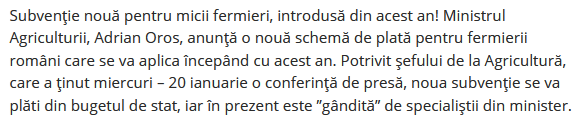 Subvenție nouă pentru micii fermieri, introdusă din acest an! Ministrul
Agriculturii, Adrian Oros, anunță o nouă schemă de plată pentru fermierii
români care se va aplica începând cu acest an. Potrivit șefului de la Agricultură,
care a ținut miercuri – 20 ianuarie o conferință de presă, noua subvenție se va
plăti din bugetul de stat, iar în prezent este ”gândită” de specialiștii din minister.